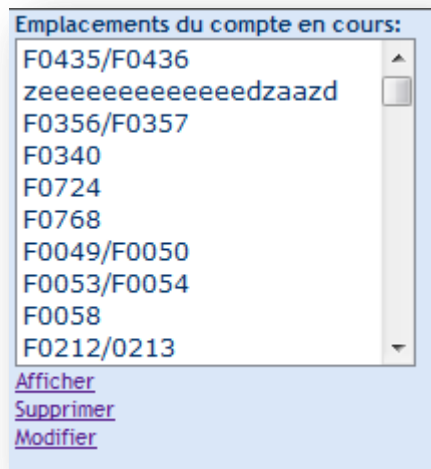 Emplacements du compte en cours:
F0435/F0436
zeeeeeeeeeeeeedzaazd
F0356/F0357
F0340
F0724
F0768
F0049/F0050
F0053/F0054
F0058
F0212/0213
Afficher
Supprimer
Modifier